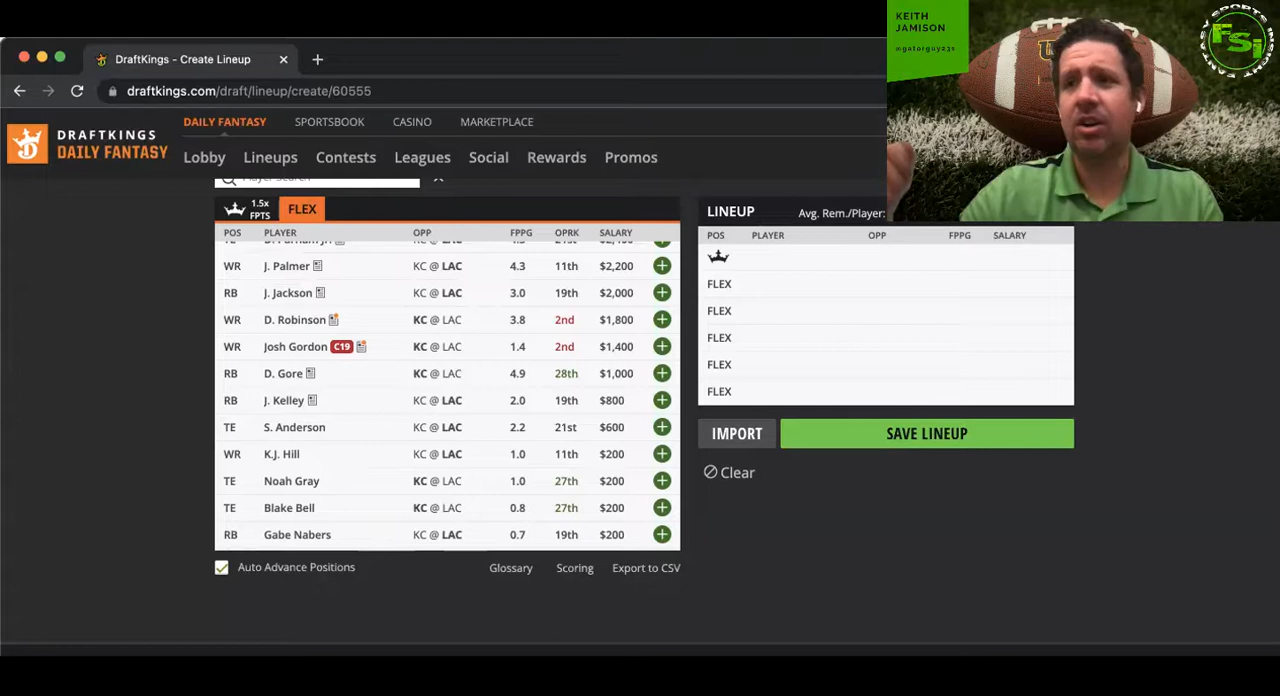 KEITH
JAMISON
@gatorguy231
FANTASY SPORTS INSIGHT
FSi
DraftKings - Create Lineup
draftkings.com/draft/lineup/create/60555
DRAFTKINGS
DAILY FANTASY
DAILY FANTASY SPORTSBOOK CASINO MARKETPLACE
Lobby Lineups Contests Leagues Social Rewards Promos
Player Search
1.5x
FPTS
FLEX
POS PLAYER OPP FPPG OPRK SALARY
WR J. Palmer KC @ LAC 4.3 11th $2,200
RB J. Jackson KC @ LAC 3.0 19th $2,000
WR D. Robinson KC @ LAC 3.8 2nd $1,800
WR Josh Gordon C19 KC @ LAC 1.4 2nd $1,400
RB D. Gore KC @ LAC 4.9 28th $1,000
RB J. Kelley KC @ LAC 2.0 19th $800
TE S. Anderson KC @ LAC 2.2 21st $600
WR K.J. Hill KC @ LAC 1.0 11th $200
TE Noah Gray KC @ LAC 1.0 27th $200
TE Blake Bell KC @ LAC 0.8 27th $200
RB Gabe Nabers KC @ LAC 0.7 19th $200
Auto Advance Positions
Glossary Scoring Export to CSV
LINEUP Avg. Rem./Player:
POS PLAYER OPP FPPG SALARY
FLEX
FLEX
FLEX
FLEX
FLEX
IMPORT SAVE LINEUP
Clear